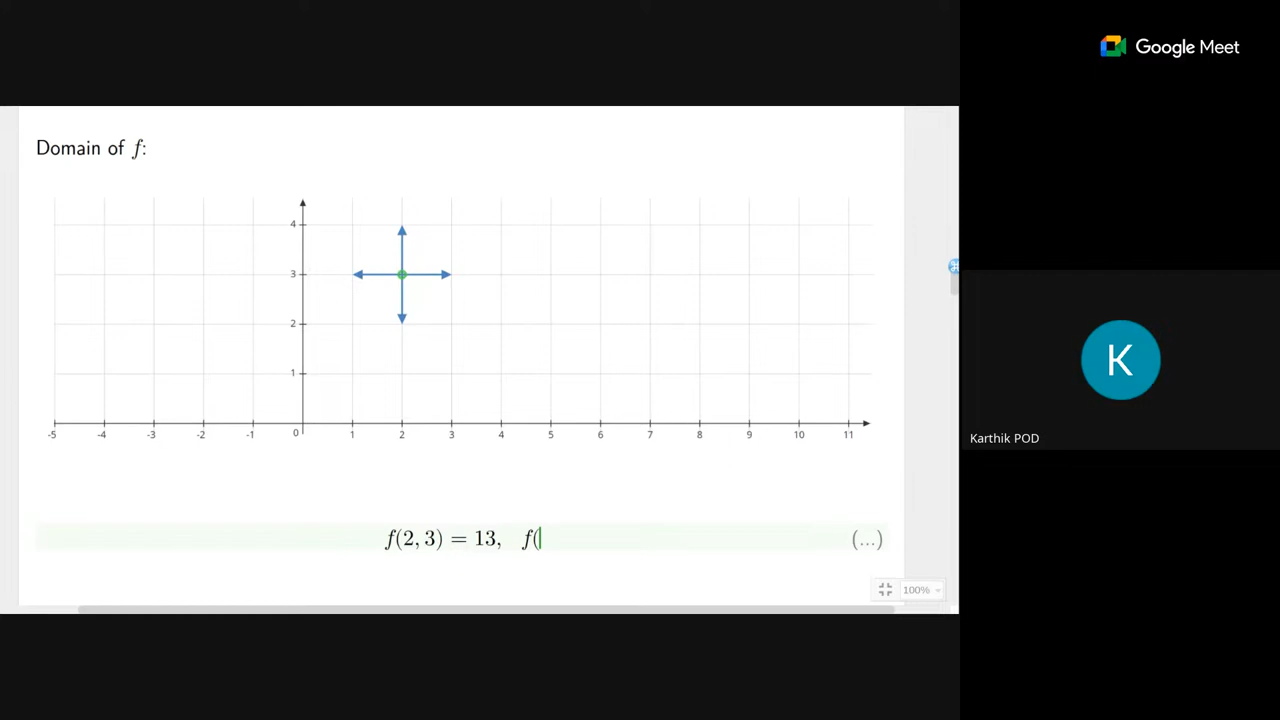 Google Meet
Domain of f:
4
3
2
1
-5 -4 -3 -2 -1 0 1 2 3 4 5 6 7 8 9 10 11
Karthik POD
K
f(2, 3) = 13, f( (...)
100%